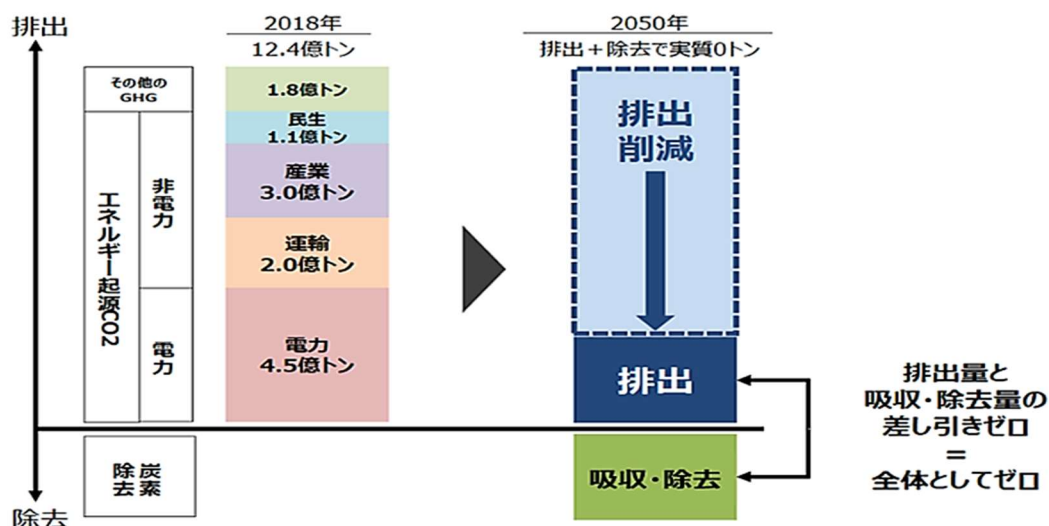 排出
2018年
12.4億トン
2050年
排出＋除去で実質0トン
その他の
GHG
エネルギー起源CO2
非電力
電力
1.8億トン
民生
1.1億トン
産業
3.0億トン
運輸
2.0億トン
電力
4.5億トン
排出
削減
排出
吸収・除去
排出量と
吸収・除去量の
差し引きゼロ
=
全体としてゼロ
炭素
除去
除去